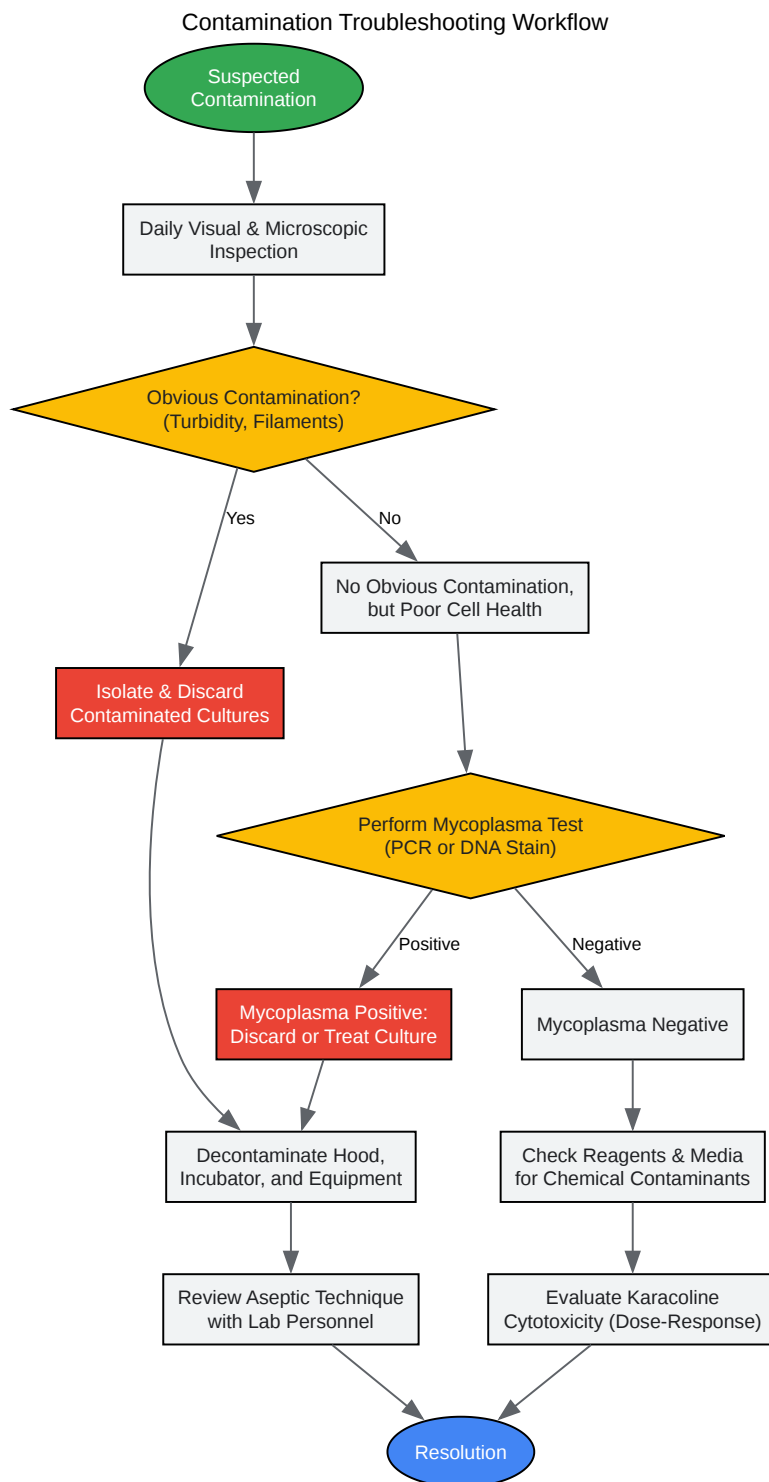 Contamination Troubleshooting Workflow
Suspected
Contamination
Daily Visual & Microscopic
Inspection
Obvious Contamination?
(Turbidity, Filaments)
Yes
No
No Obvious Contamination,
but Poor Cell Health
Isolate & Discard
Contaminated Cultures
Perform Mycoplasma Test
(PCR or DNA Stain)
Positive
Negative
Mycoplasma Positive:
Discard or Treat Culture
Mycoplasma Negative
Decontaminate Hood,
Incubator, and Equipment
Check Reagents & Media
for Chemical Contaminants
Review Aseptic Technique
with Lab Personnel
Evaluate Karacoline
Cytotoxicity (Dose-Response)
Resolution